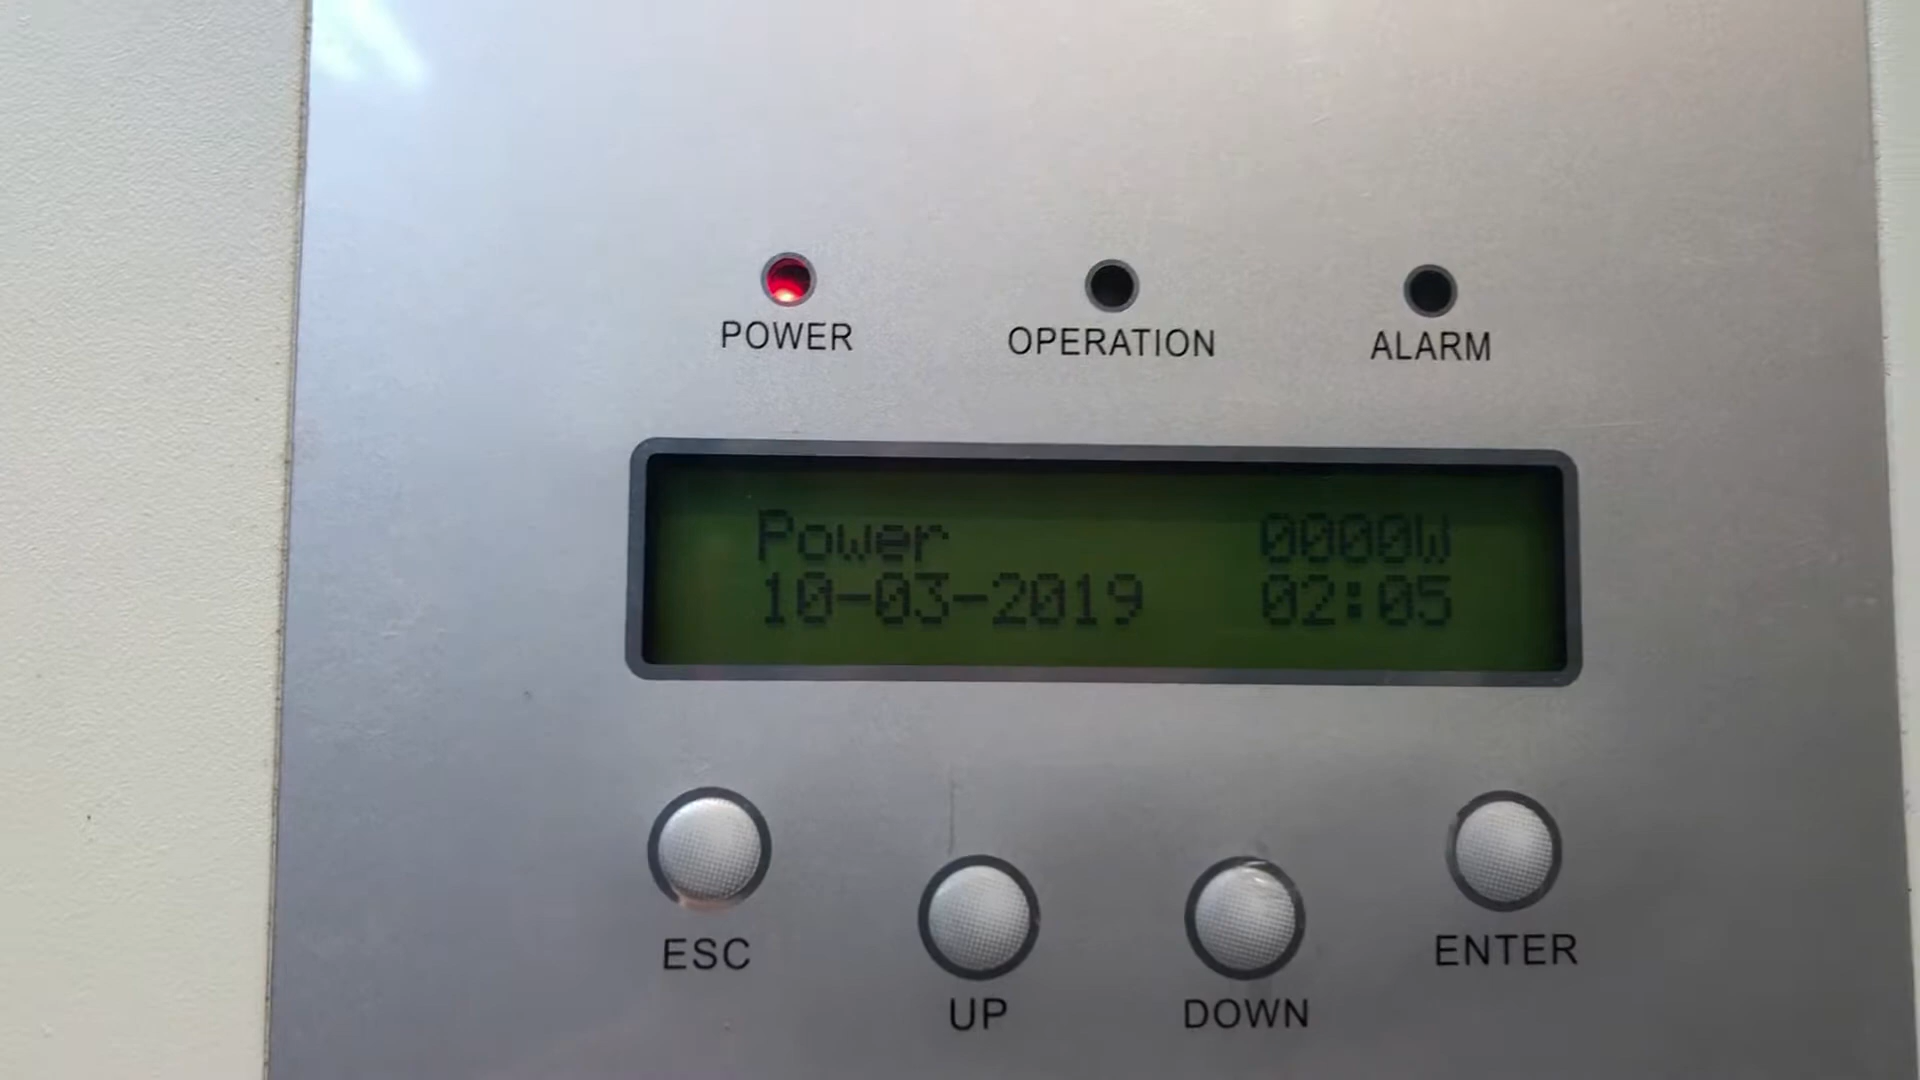 POWER OPERATION ALARM
Power 0000W
10-03-2019 02:05
ESC UP DOWN ENTER